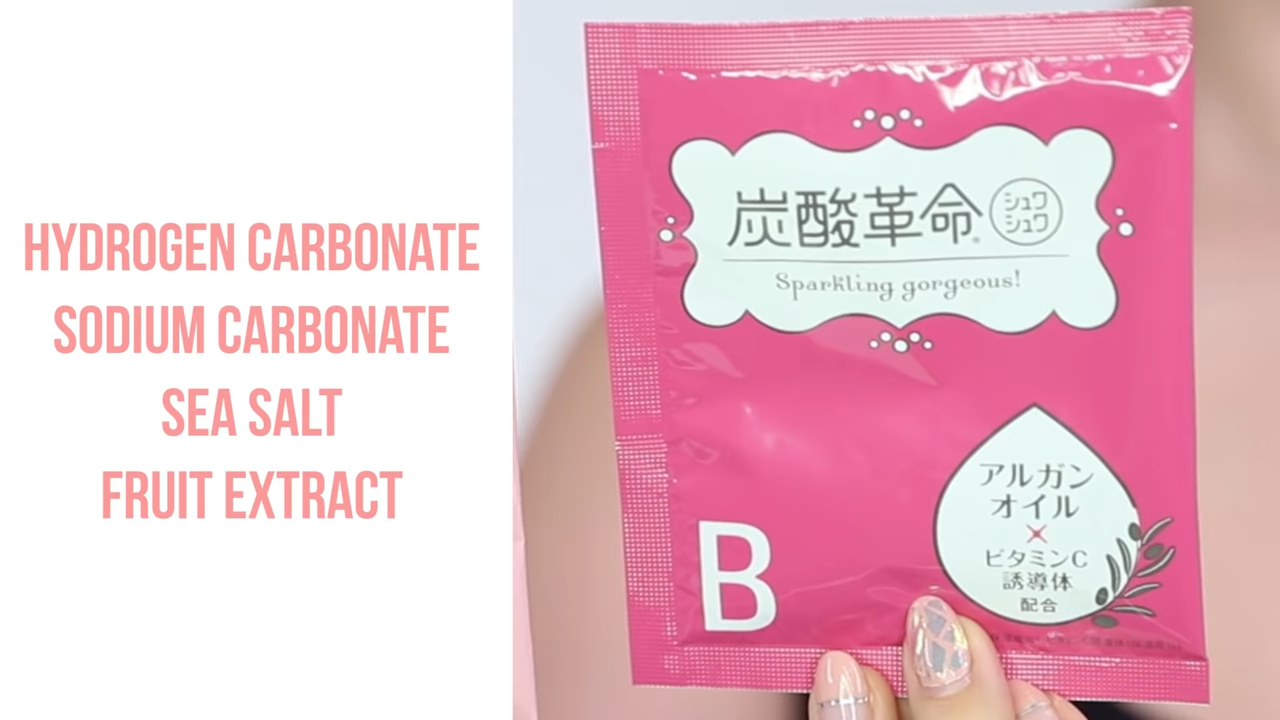 HYDROGEN CARBONATE
SODIUM CARBONATE
SEA SALT
FRUIT EXTRACT
炭酸革命®
シュワ
シュワ
Sparkling gorgeous!
アルガン
オイル
×
ビタミンC
誘導体
配合
B